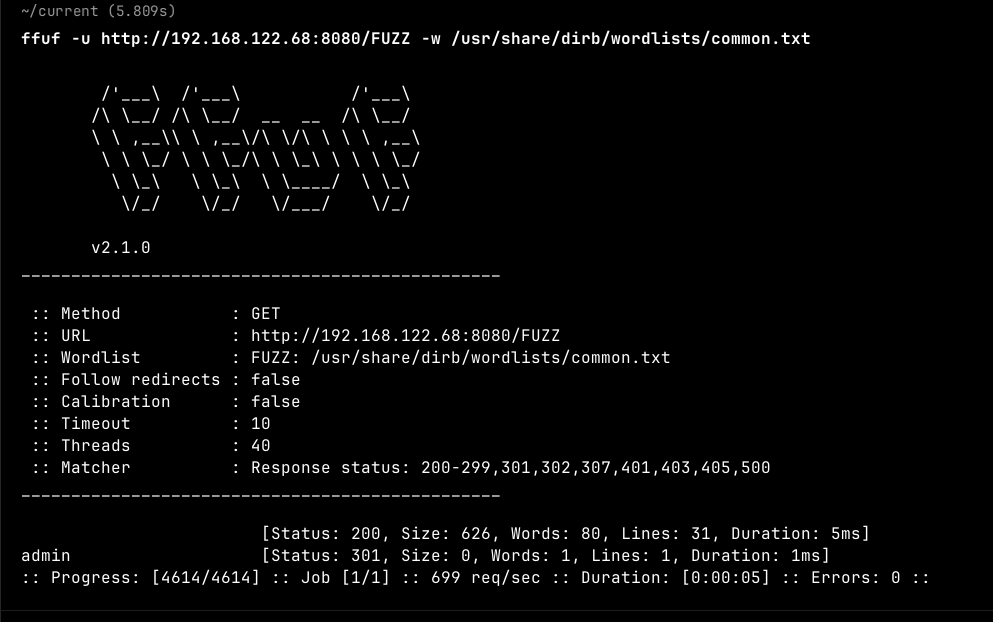 ~/current (5.809s)
ffuf -u http://192.168.122.68:8080/FUZZ -w /usr/share/dirb/wordlists/common.txt
        /'___\  /'___\           /'___\
       /\ \__/ /\ \__/  __  __  /\ \__/
       \ \ ,__\\ \ ,__\/\ \/\ \ \ \ ,__\
        \ \ \_/ \ \ \_/\ \ \_\ \ \ \ \_/
         \ \_\   \ \_\  \ \____/  \ \_\
          \/_/    \/_/   \/___/    \/_/
       v2.1.0
________________________________________________
 :: Method           : GET
 :: URL              : http://192.168.122.68:8080/FUZZ
 :: Wordlist         : FUZZ: /usr/share/dirb/wordlists/common.txt
 :: Follow redirects : false
 :: Calibration      : false
 :: Timeout          : 10
 :: Threads          : 40
 :: Matcher          : Response status: 200-299,301,302,307,401,403,405,500
________________________________________________
                        [Status: 200, Size: 626, Words: 80, Lines: 31, Duration: 5ms]
admin                   [Status: 301, Size: 0, Words: 1, Lines: 1, Duration: 1ms]
:: Progress: [4614/4614] :: Job [1/1] :: 699 req/sec :: Duration: [0:00:05] :: Errors: 0 ::